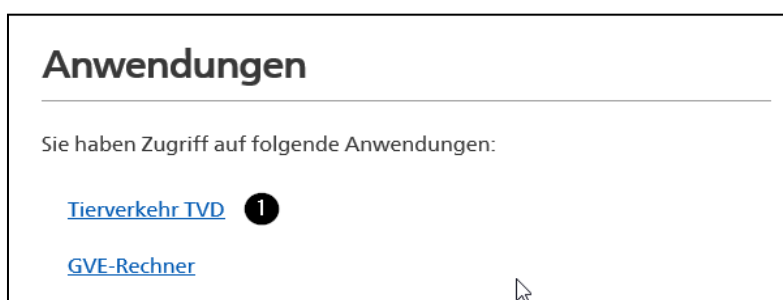 Anwendungen
Sie haben Zugriff auf folgende Anwendungen:
Tierverkehr TVD 1
GVE-Rechner